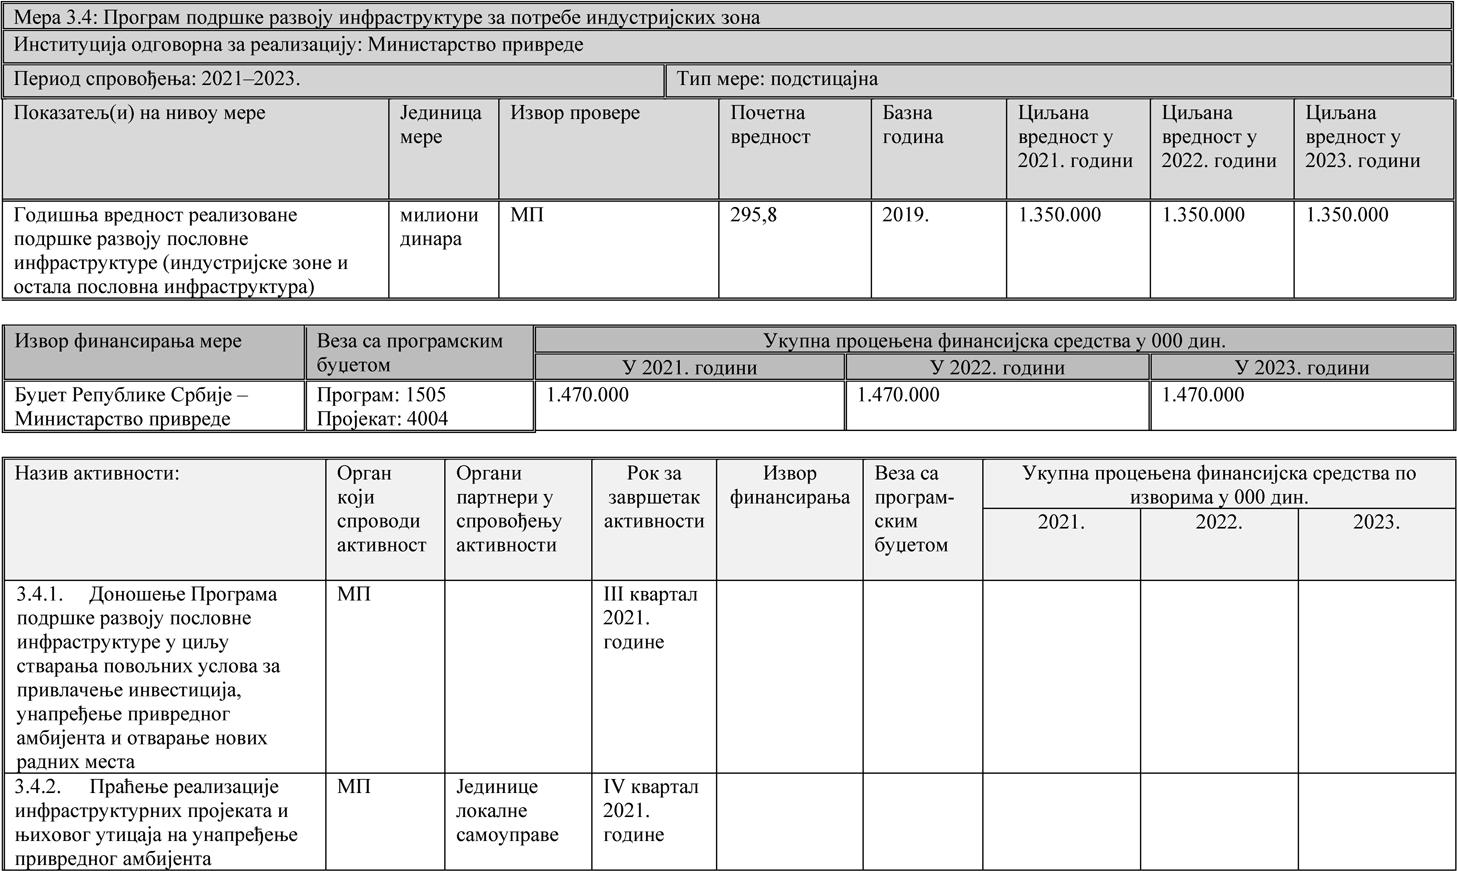 Мера 3.4: Програм подршке развоју инфраструктуре за потребе индустријских зона
Институција одговорна за реализацију: Министарство привреде
Период спровођења: 2021–2023.
Тип мере: подстицајна
Показатељ(и) на нивоу мере
Јединица
мере
Извор провере
Почетна
вредност
Базна
година
Циљана
вредност у
2021. години
Циљана
вредност у
2022. години
Циљана
вредност у
2023. години
Годишња вредност реализоване
подршке развоју пословне
инфраструктуре (индустријске зоне и
остала пословна инфраструктура)
милиони
динара
МП
295,8
2019.
1.350.000
1.350.000
1.350.000
Извор финансирања мере
Веза са програмским
буџетом
Укупна процењена финансијска средства у 000 дин.
У 2021. години
У 2022. години
У 2023. години
Буџет Републике Србије –
Министарство привреде
Програм: 1505
Пројекат: 4004
1.470.000
1.470.000
1.470.000
Назив активности:
Орган
који
спроводи
активност
Органи
партнери у
спровођењу
активности
Рок за
завршетак
активности
Извор
финансирања
Веза са
програм-
ским
буџетом
Укупна процењена финансијска средства по
изворима у 000 дин.
2021.
2022.
2023.
3.4.1. Доношење Програма
подршке развоју пословне
инфраструктуре у циљу
стварања повољних услова за
привлачење инвестиција,
унапређење привредног
амбијента и отварање нових
радних места
МП
III квартал
2021.
године
3.4.2. Праћење реализације
инфраструктурних пројеката и
њиховог утицаја на унапређење
привредног амбијента
МП
Јединице
локалне
самоуправе
IV квартал
2021.
године